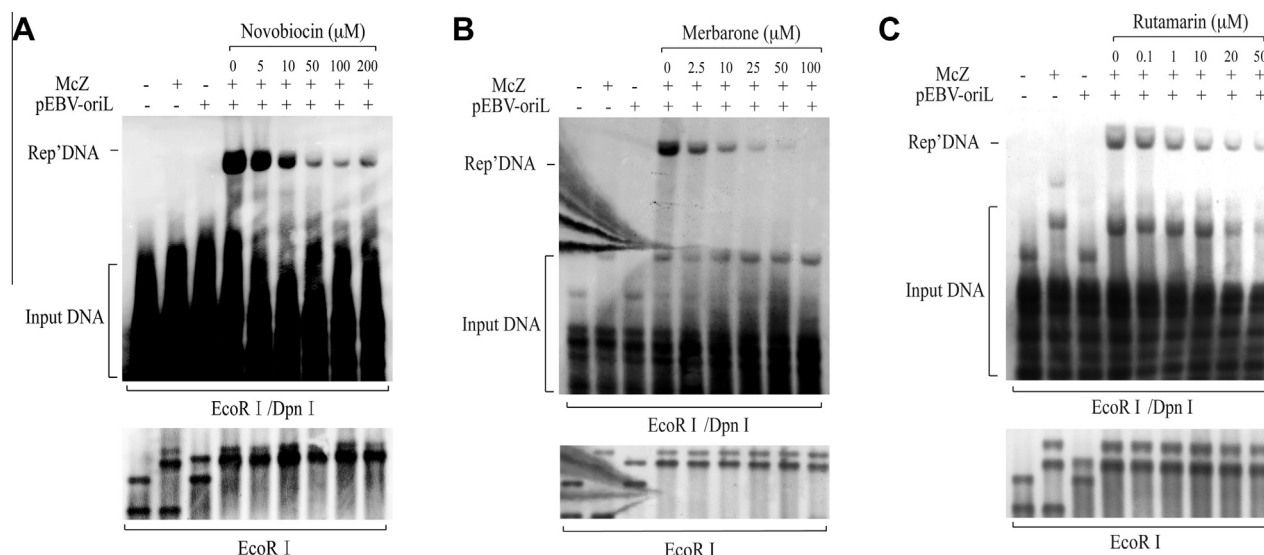 A
Novobiocin (μM)
0 5 10 50 100 200
McZ - + - + + + + + +
pEBV-oriL - - + + + + + + +
Rep'DNA
Input DNA
EcoR I /Dpn I
EcoR I
B
Merbarone (μM)
0 2.5 10 25 50 100
McZ - + - + + + + + +
pEBV-oriL - - + + + + + + +
Rep'DNA
Input DNA
EcoR I /Dpn I
EcoR I
C
Rutamarin (μM)
0 0.1 1 10 20 50
McZ - + - + + + + + +
pEBV-oriL - - + + + + + + +
Rep'DNA
Input DNA
EcoR I /Dpn I
EcoR I